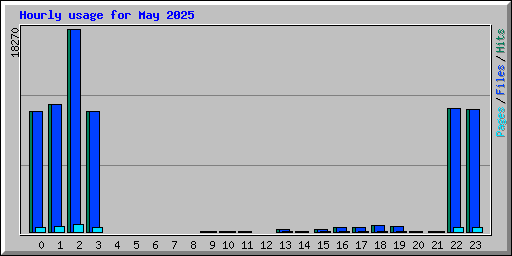 Hourly usage for May 2025
18270
Pages/Files/Hits
0 1 2 3 4 5 6 7 8 9 10 11 12 13 14 15 16 17 18 19 20 21 22 23